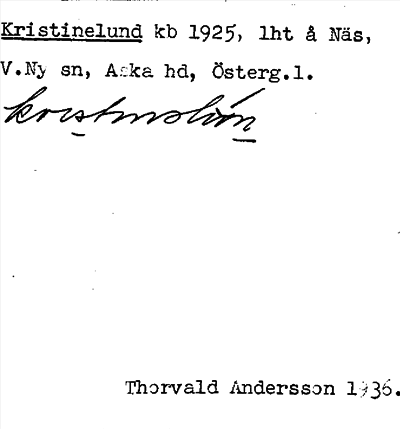 Kristinelund kb 1925, lht å Näs,
V.Ny sn, Aska hd, Österg.l.
Thorvald Andersson 1936.